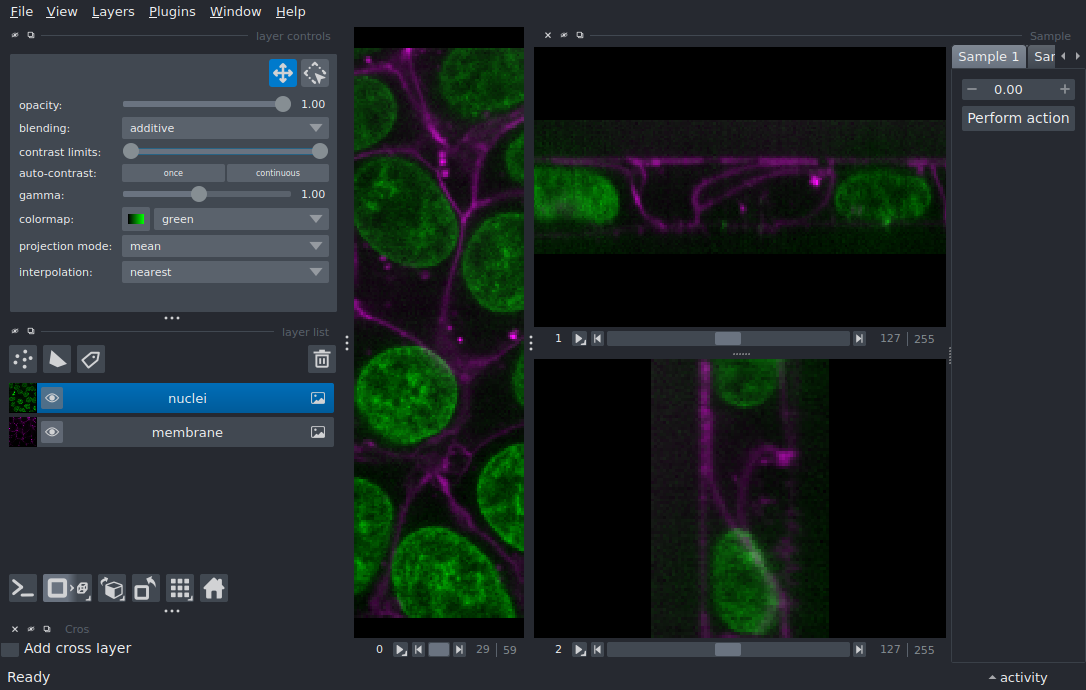 File View Layers Plugins Window Help
layer controls
opacity: 1.00
blending: additive
contrast limits:
auto-contrast: once continuous
gamma: 1.00
colormap: green
projection mode: mean
interpolation: nearest
layer list
nuclei
membrane
Cros
Add cross layer
Ready
0 29 59
1 127 255
2 127 255
Sample
Sample 1 Sar
0.00
Perform action
activity